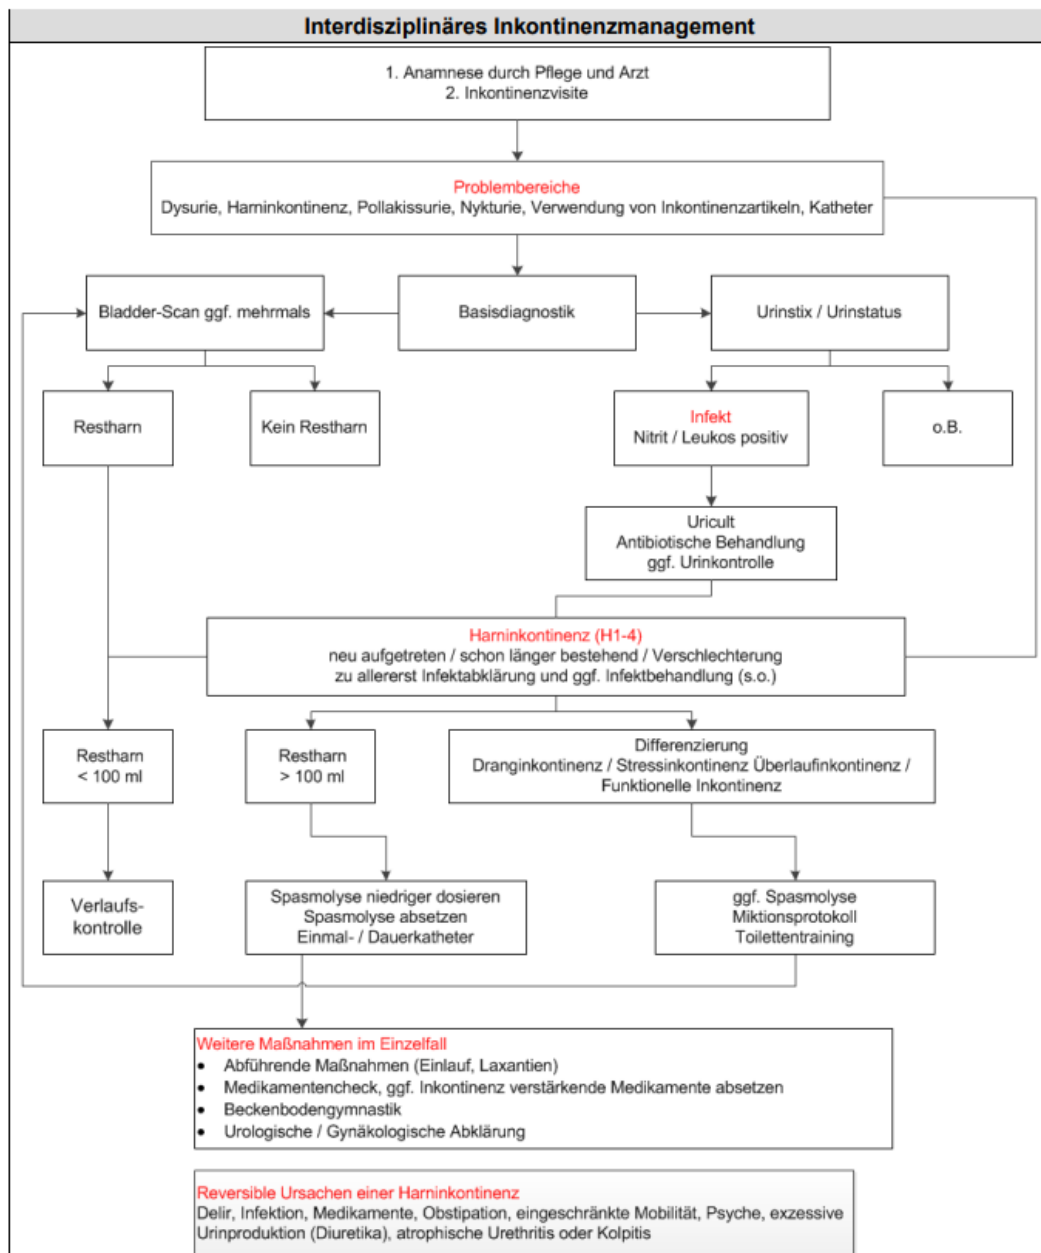 Interdisziplinäres Inkontinenzmanagement
1. Anamnese durch Pflege und Arzt
2. Inkontinenzvisite
Problembereiche
Dysurie, Harninkontinenz, Pollakissurie, Nykturie, Verwendung von Inkontinenzartikeln, Katheter
Bladder-Scan ggf. mehrmals
Basisdiagnostik
Urinstix / Urinstatus
Restharn
Kein Restharn
Infekt
Nitrit / Leukos positiv
o.B.
Uricult
Antibiotische Behandlung
ggf. Urinkontrolle
Harninkontinenz (H1-4)
neu aufgetreten / schon länger bestehend / Verschlechterung
zu allererst Infektabklärung und ggf. Infektbehandlung (s.o.)
Restharn
< 100 ml
Restharn
> 100 ml
Differenzierung
Dranginkontinenz / Stressinkontinenz Überlaufinkontinenz /
Funktionelle Inkontinenz
Verlaufs-
kontrolle
Spasmolyse niedriger dosieren
Spasmolyse absetzen
Einmal- / Dauerkatheter
ggf. Spasmolyse
Miktionsprotokoll
Toilettentraining
Weitere Maßnahmen im Einzelfall
• Abführende Maßnahmen (Einlauf, Laxantien)
• Medikamentencheck, ggf. Inkontinenz verstärkende Medikamente absetzen
• Beckenbodengymnastik
• Urologische / Gynäkologische Abklärung
Reversible Ursachen einer Harninkontinenz
Delir, Infektion, Medikamente, Obstipation, eingeschränkte Mobilität, Psyche, exzessive
Urinproduktion (Diuretika), atrophische Urethritis oder Kolpitis